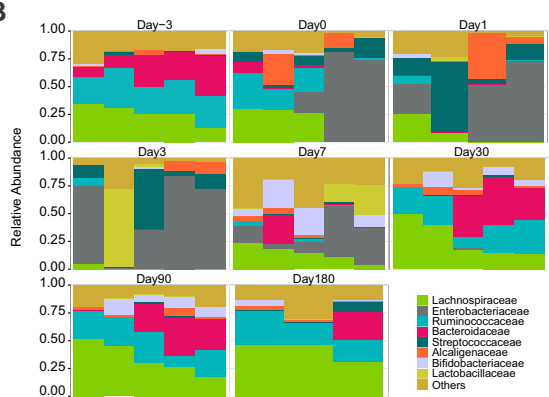 B
Day−3 Day0 Day1
1.00
0.75
0.50
0.25
0.00
Day3 Day7 Day30
1.00
0.75
0.50
0.25
0.00
Day90 Day180
1.00
0.75
0.50
0.25
0.00
Relative Abundance
Lachnospiraceae
Enterobacteriaceae
Ruminococcaceae
Bacteroidaceae
Streptococcaceae
Alcaligenaceae
Bifidobacteriaceae
Lactobacillaceae
Others